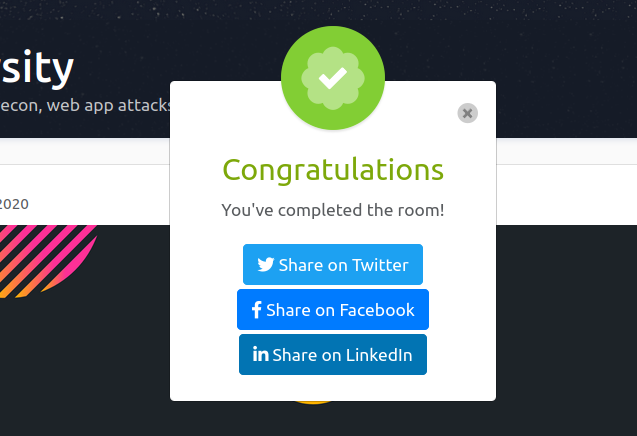 sity
econ, web app attacks
Congratulations
You've completed the room!
2020
Share on Twitter
Share on Facebook
Share on LinkedIn